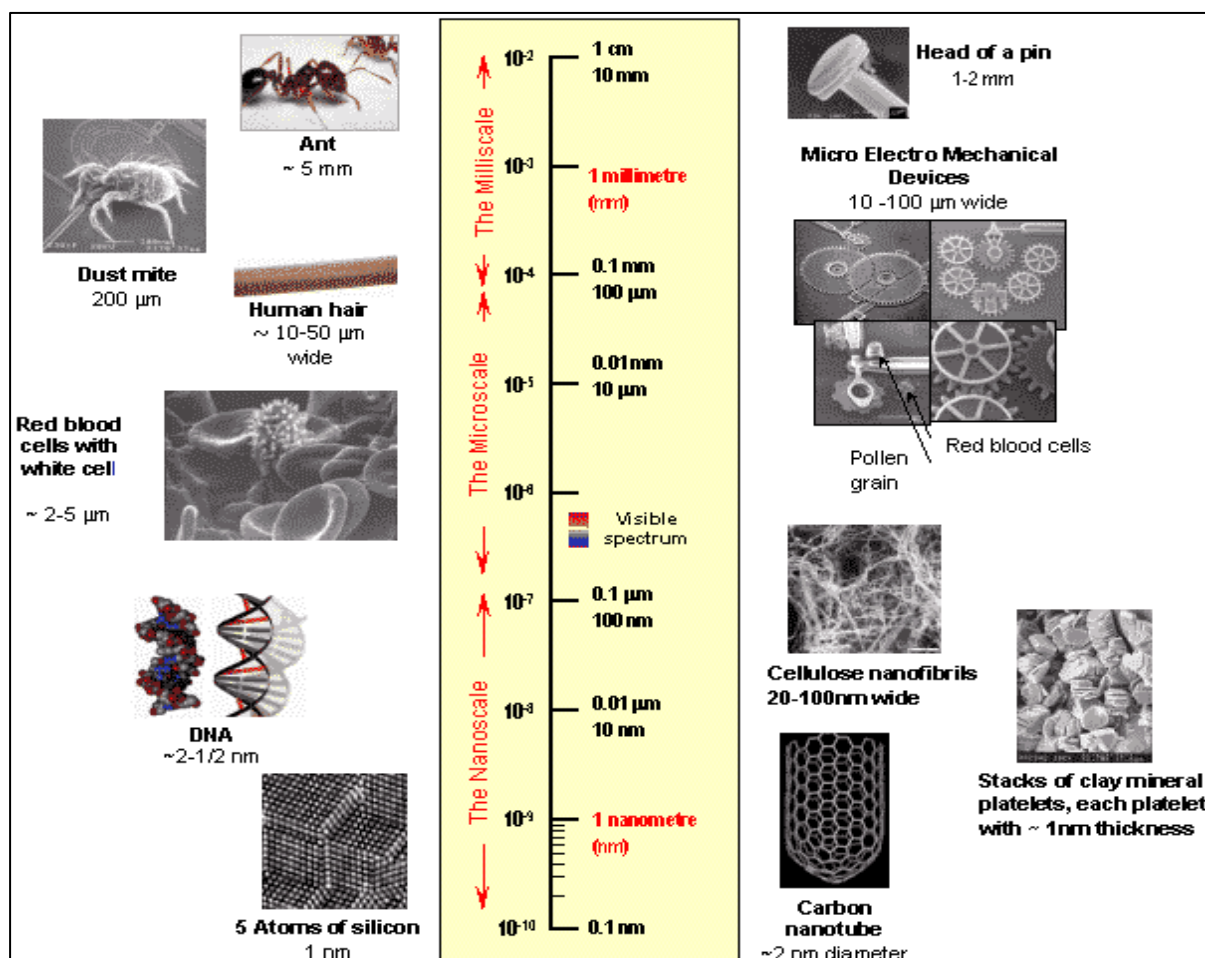 Ant
~ 5 mm
Dust mite
200 µm
Human hair
~ 10-50 µm
wide
Red blood
cells with
white cell
~ 2-5 µm
DNA
~2-1/2 nm
5 Atoms of silicon
1 nm
The Milliscale
The Microscale
The Nanoscale
10-2
1 cm
10 mm
10-3
1 millimetre
(mm)
10-4
0.1 mm
100 µm
10-5
0.01 mm
10 µm
10-6
Visible
spectrum
10-7
0.1 µm
100 nm
10-8
0.01 µm
10 nm
10-9
1 nanometre
(nm)
10-10
0.1 nm
Head of a pin
1-2 mm
Micro Electro Mechanical
Devices
10 -100 µm wide
Red blood cells
Pollen
grain
Cellulose nanofibrils
20-100nm wide
Stacks of clay mineral
platelets, each platelet
with ~ 1nm thickness
Carbon
nanotube
~2 nm diameter